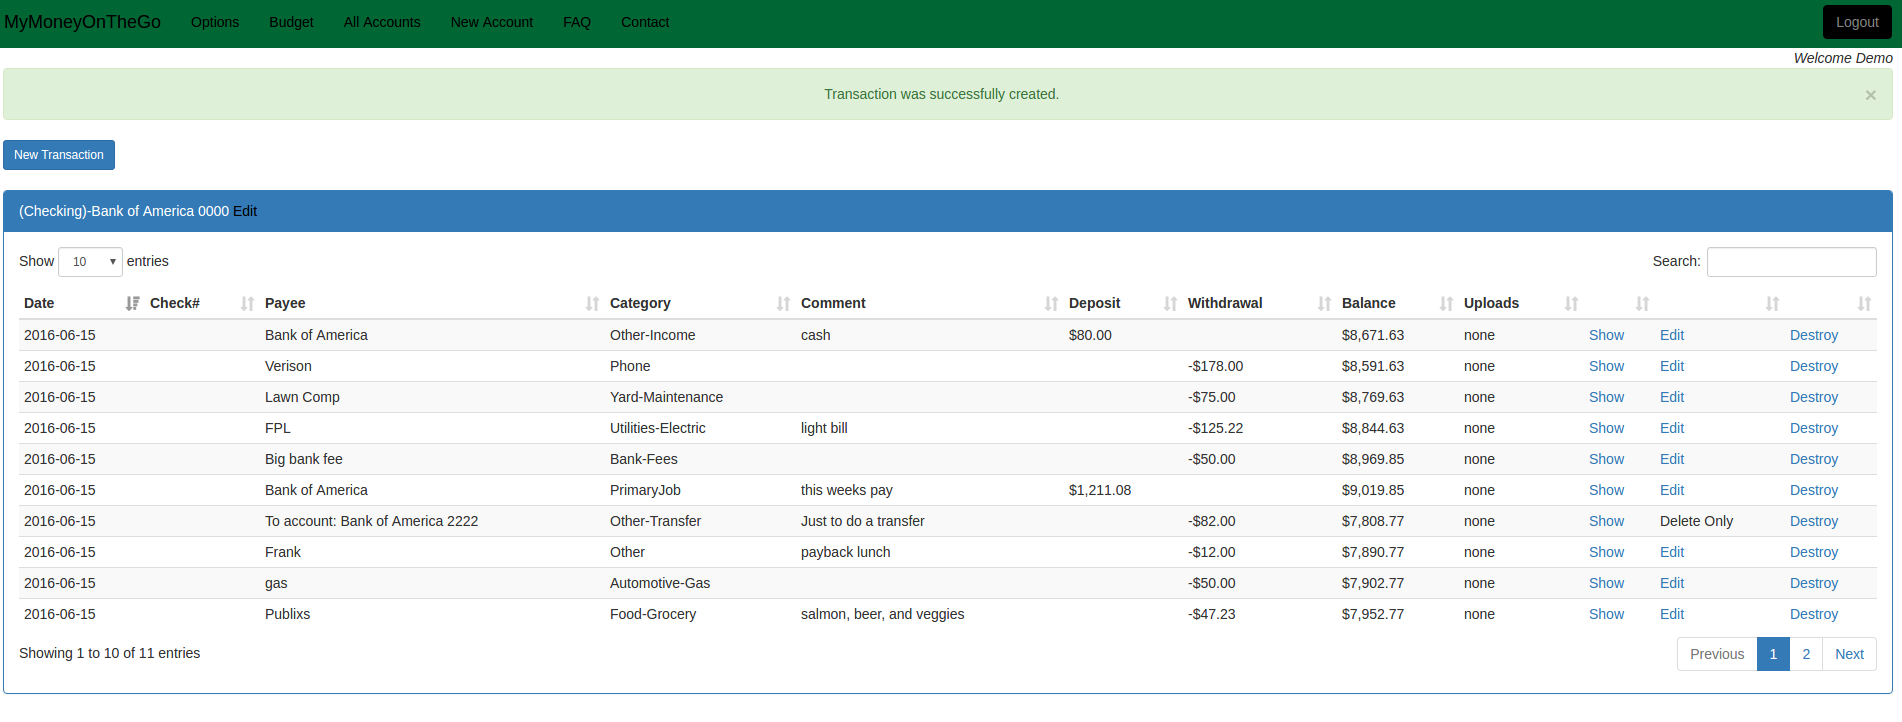 MyMoneyOnTheGo Options Budget All Accounts New Account FAQ Contact Logout
Welcome Demo
Transaction was successfully created. ×
New Transaction
(Checking)-Bank of America 0000 Edit
Show 10 entries Search:
Date Check# Payee Category Comment Deposit Withdrawal Balance Uploads
2016-06-15 Bank of America Other-Income cash $80.00 $8,671.63 none Show Edit Destroy
2016-06-15 Verison Phone -$178.00 $8,591.63 none Show Edit Destroy
2016-06-15 Lawn Comp Yard-Maintenance -$75.00 $8,769.63 none Show Edit Destroy
2016-06-15 FPL Utilities-Electric light bill -$125.22 $8,844.63 none Show Edit Destroy
2016-06-15 Big bank fee Bank-Fees -$50.00 $8,969.85 none Show Edit Destroy
2016-06-15 Bank of America PrimaryJob this weeks pay $1,211.08 $9,019.85 none Show Edit Destroy
2016-06-15 To account: Bank of America 2222 Other-Transfer Just to do a transfer -$82.00 $7,808.77 none Show Delete Only Destroy
2016-06-15 Frank Other payback lunch -$12.00 $7,890.77 none Show Edit Destroy
2016-06-15 gas Automotive-Gas -$50.00 $7,902.77 none Show Edit Destroy
2016-06-15 Publixs Food-Grocery salmon, beer, and veggies -$47.23 $7,952.77 none Show Edit Destroy
Showing 1 to 10 of 11 entries Previous 1 2 Next